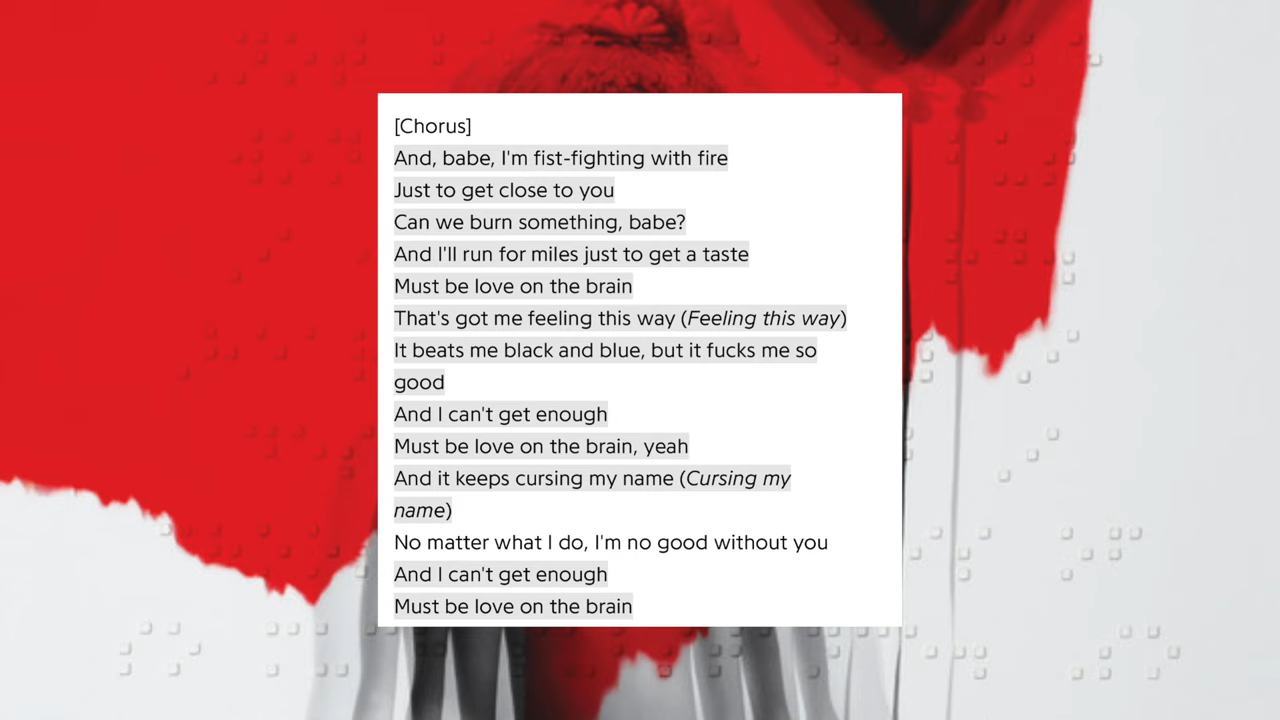 [Chorus]
And, babe, I'm fist-fighting with fire
Just to get close to you
Can we burn something, babe?
And I'll run for miles just to get a taste
Must be love on the brain
That's got me feeling this way (Feeling this way)
It beats me black and blue, but it fucks me so
good
And I can't get enough
Must be love on the brain, yeah
And it keeps cursing my name (Cursing my
name)
No matter what I do, I'm no good without you
And I can't get enough
Must be love on the brain